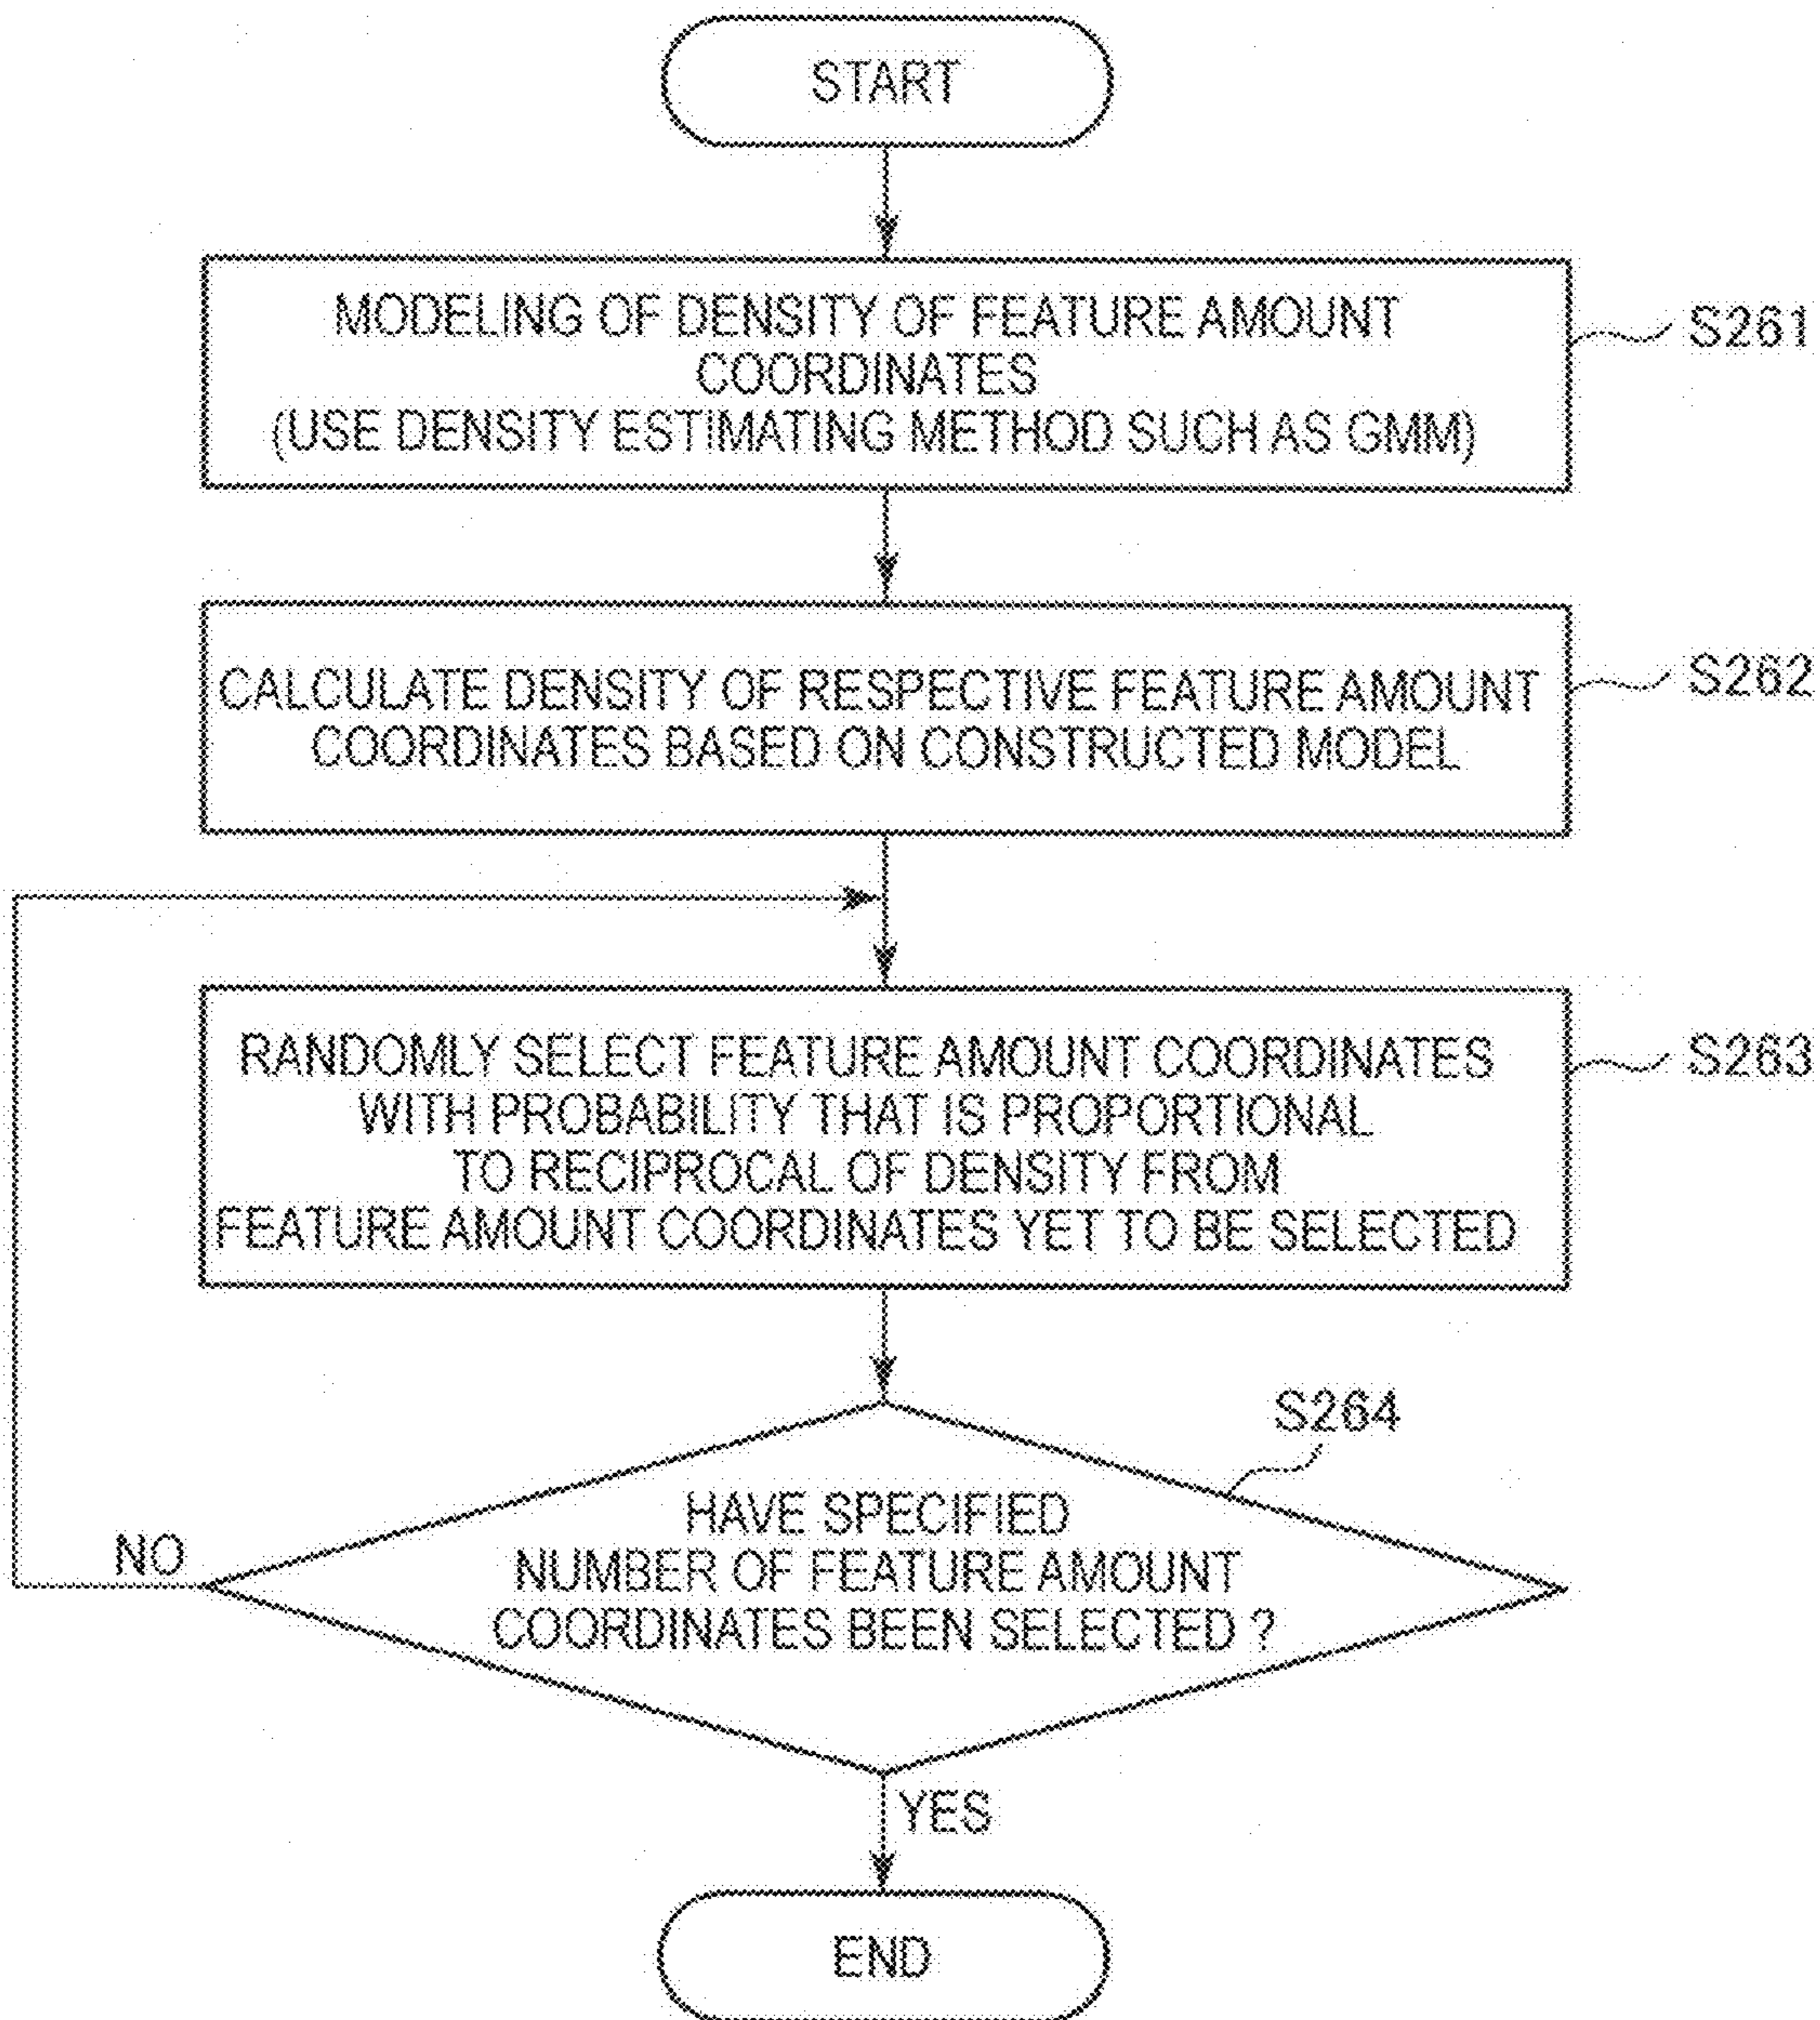 START
MODELING OF DENSITY OF FEATURE AMOUNT
COORDINATES
(USE DENSITY ESTIMATING METHOD SUCH AS GMM)
S261
CALCULATE DENSITY OF RESPECTIVE FEATURE AMOUNT
COORDINATES BASED ON CONSTRUCTED MODEL
S262
RANDOMLY SELECT FEATURE AMOUNT COORDINATES
WITH PROBABILITY THAT IS PROPORTIONAL
TO RECIPROCAL OF DENSITY FROM
FEATURE AMOUNT COORDINATES YET TO BE SELECTED
S263
S264
HAVE SPECIFIED
NUMBER OF FEATURE AMOUNT
COORDINATES BEEN SELECTED ?
NO
YES
END